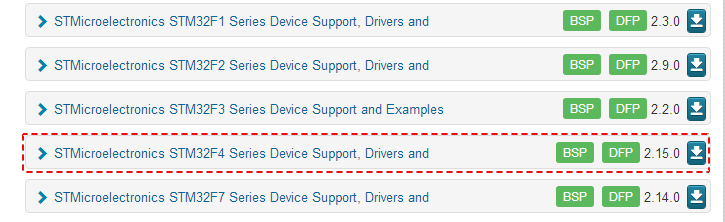 STMicroelectronics STM32F1 Series Device Support, Drivers and BSP DFP 2.3.0
STMicroelectronics STM32F2 Series Device Support, Drivers and BSP DFP 2.9.0
STMicroelectronics STM32F3 Series Device Support and Examples BSP DFP 2.2.0
STMicroelectronics STM32F4 Series Device Support, Drivers and BSP DFP 2.15.0
STMicroelectronics STM32F7 Series Device Support, Drivers and BSP DFP 2.14.0